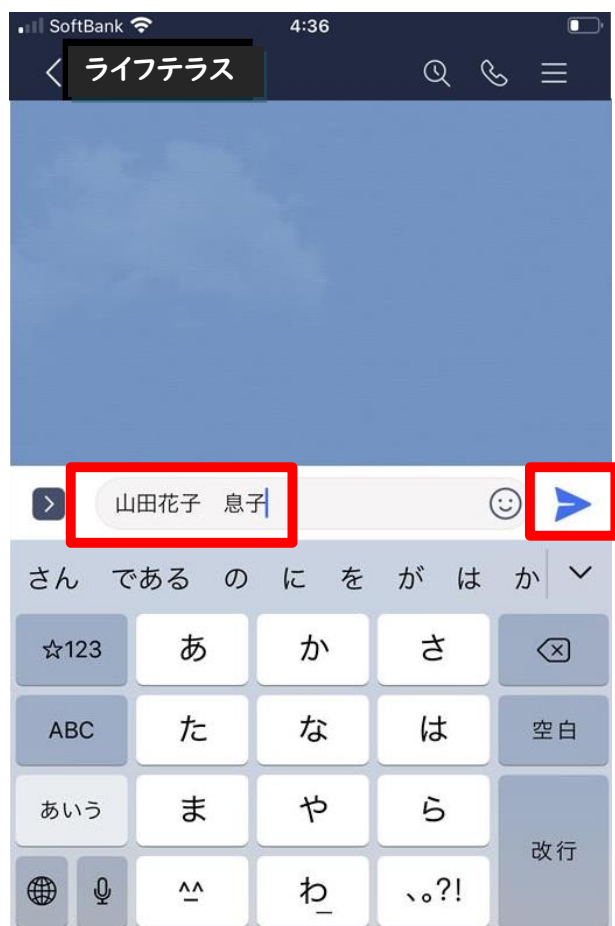 SoftBank 4:36
ライフテラス
山田花子　息子
さん である の に を が は か
☆123 あ か さ
ABC た な は 空白
あいう ま や ら
改行
^^ わ_ 、。?!